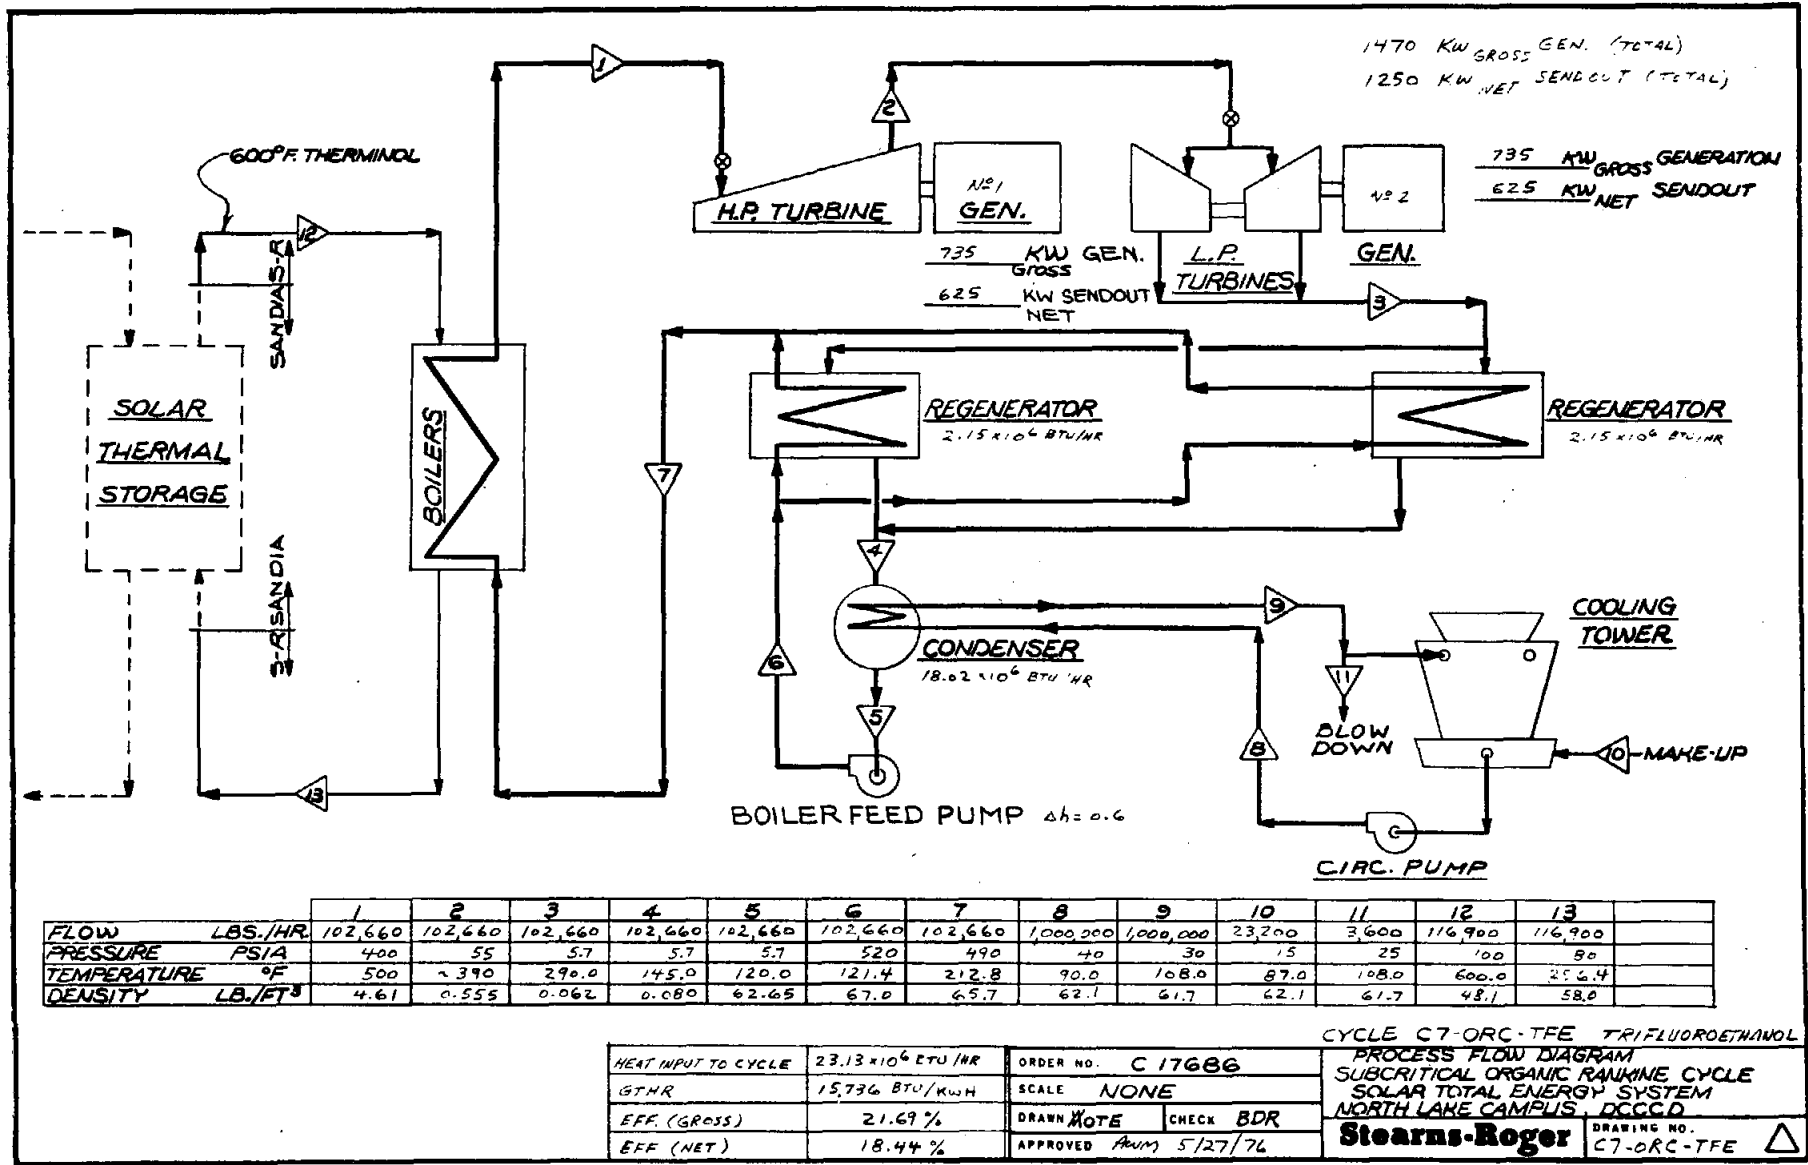 1470 KW GROSS GEN. (TOTAL)
1250 KW NET SENDOUT (TOTAL)
600°F. THERMINOL
1
2
Nº 1
GEN.
H.P. TURBINE
735 KW GEN.
GROSS
625 KW SENDOUT
NET
Nº 2
GEN.
L.P.
TURBINES
735 KW GROSS GENERATION
625 KW NET SENDOUT
12
SANDIA S-R
3
SOLAR
THERMAL
STORAGE
BOILERS
REGENERATOR
2.15 x 10⁶ BTU/HR
REGENERATOR
2.15 x 10⁶ BTU/HR
7
4
S-R SANDIA
9
CONDENSER
18.02 x 10⁶ BTU/HR
6
5
8
11
BLOW
DOWN
COOLING
TOWER
10 MAKE-UP
13
BOILER FEED PUMP Δh = 0.6
CIRC. PUMP
1 2 3 4 5 6 7 8 9 10 11 12 13
FLOW LBS./HR. 102,660 102,660 102,660 102,660 102,660 102,660 102,660 1,000,000 1,000,000 23,200 3,600 116,900 116,900
PRESSURE PSIA 400 55 5.7 5.7 5.7 520 490 40 30 15 25 100 80
TEMPERATURE °F 500 ~390 290.0 145.0 120.0 121.4 212.8 90.0 108.0 87.0 108.0 600.0 256.4
DENSITY LB./FT³ 4.61 0.555 0.062 0.080 62.65 67.0 65.7 62.1 61.7 62.1 61.7 48.1 58.0
HEAT INPUT TO CYCLE 23.13 x 10⁶ BTU/HR
GTHR 15,736 BTU/KWH
EFF. (GROSS) 21.69 %
EFF (NET) 18.44 %
ORDER NO. C 17686
SCALE NONE
DRAWN MOTE CHECK BDR
APPROVED AWM 5/27/76
CYCLE C7-ORC-TFE TRIFLUOROETHANOL
PROCESS FLOW DIAGRAM
SUBCRITICAL ORGANIC RANKINE CYCLE
SOLAR TOTAL ENERGY SYSTEM
NORTH LAKE CAMPUS, DCCCD
Stearns-Roger
DRAWING NO.
C7-ORC-TFE